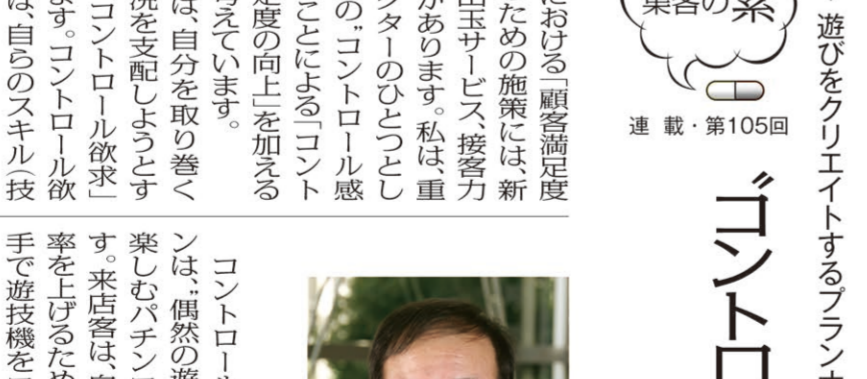 遊びをクリエイトするプラン
集客の素
連 載・第105回
〝コントロ
における「顧客満足度
ための施策には、新
出玉サービス、接客力
があります。私は、重
クターのひとつとし
の〝コントロール感
ことによる「コント
足度の向上」を加える
考えています。
は、自分を取り巻く
況を支配しようとす
コントロール欲求」
ます。コントロール欲
は、自らのスキル（技
コントロール
ンは、〝偶然の遊
楽しむパチンコ
す。来店客は、
率を上げるため
手で遊技機を